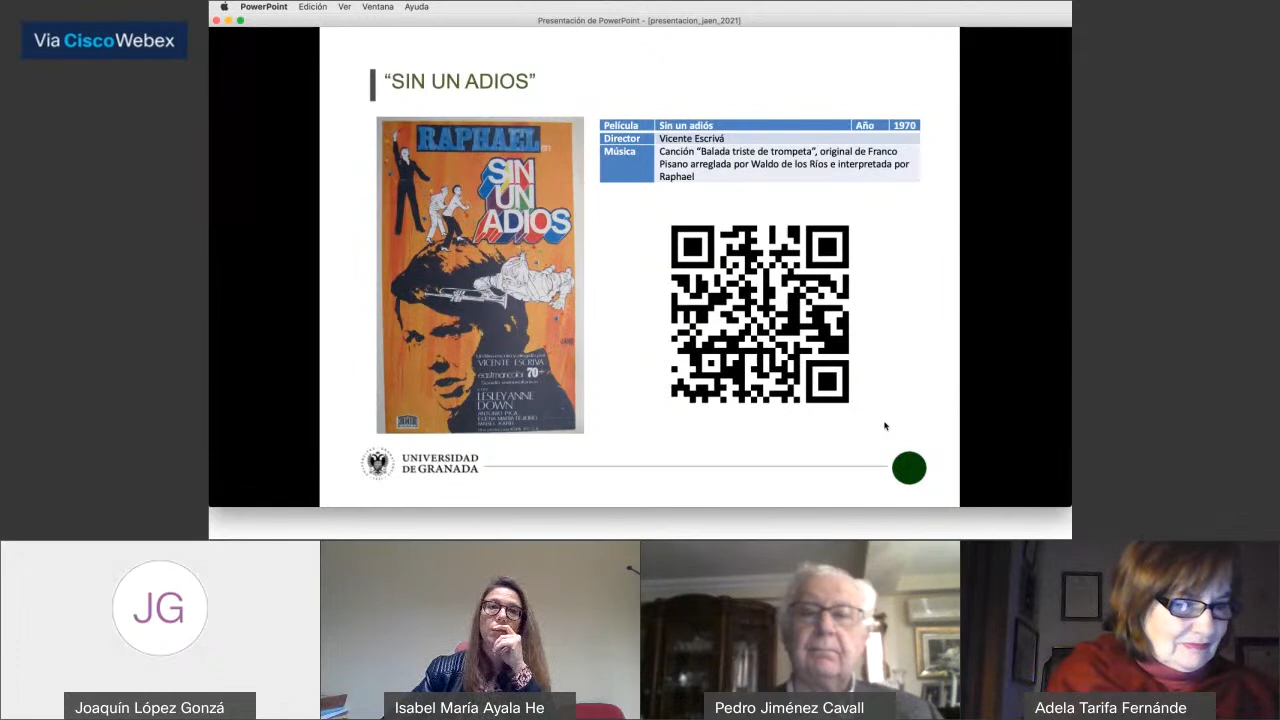 PowerPoint Edición Ver Ventana Ayuda
Presentación de PowerPoint - [presentacion_jaen_2021]
Via CiscoWebex
“SIN UN ADIOS”
RAPHAEL en
SIN
UN
ADIOS
VICENTE ESCRIVA
eastmancolor 70
LESLEY ANNE
DOWN
Película Sin un adiós Año 1970
Director Vicente Escrivá
Música Canción “Balada triste de trompeta”, original de Franco
Pisano arreglada por Waldo de los Ríos e interpretada por
Raphael
UNIVERSIDAD
DE GRANADA
JG
Joaquín López Gonzá
Isabel María Ayala He
Pedro Jiménez Cavall
Adela Tarifa Fernánde